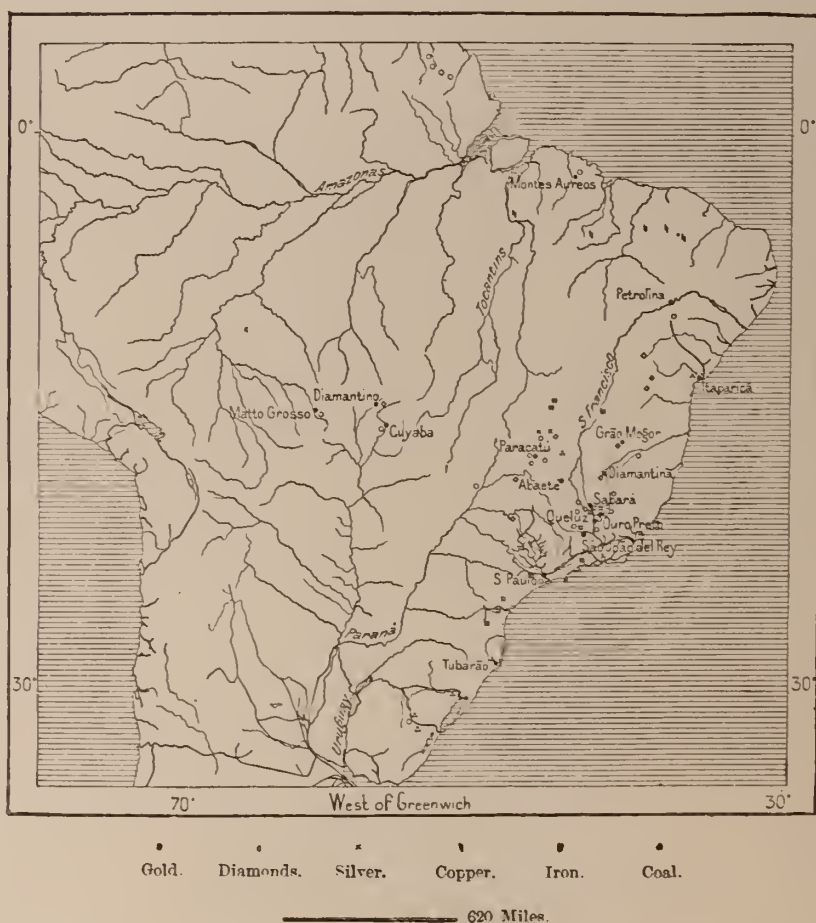 0° 0°
Amazonas
Montes Aureos
Tocantins
Petrolina
S. Francisco
Itaparica
Diamantino
Matto Grosso
Cuyaba
Grão Mogor
Paracatú
Diamantina
Abaete
Sabará
Queluz
Ouro Preto
São João del Rey
S. Paulo
Paraná
Tubarão
30° 30°
Uruguay
70° West of Greenwich 30°
Gold. Diamonds. Silver. Copper. Iron. Coal.
620 Miles.